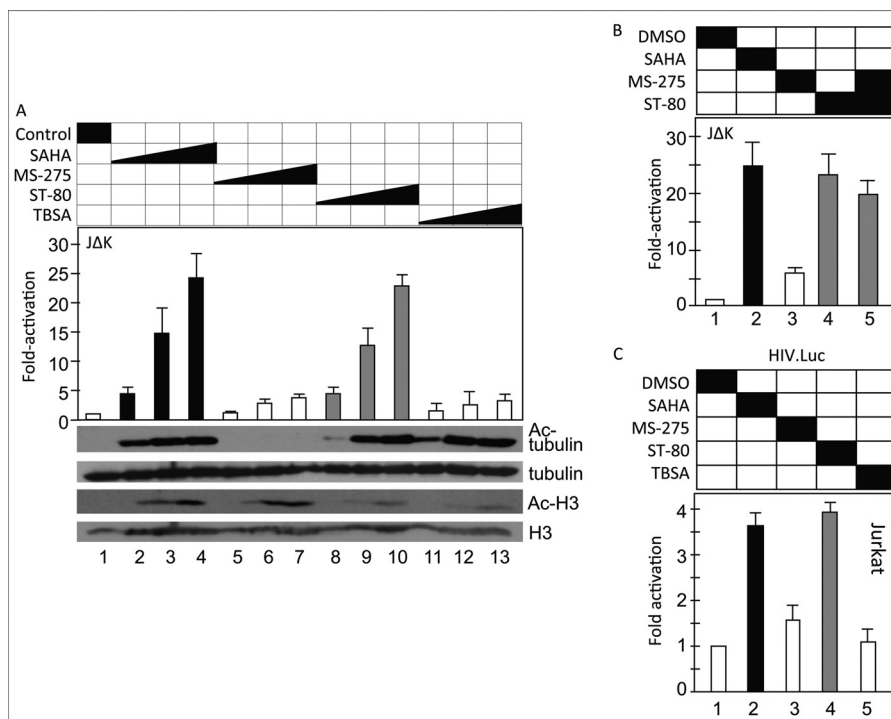 A
Control
SAHA
MS-275
ST-80
TBSA
JΔK
Fold-activation
30
25
20
15
10
5
0
Ac-
tubulin
tubulin
Ac-H3
H3
1 2 3 4 5 6 7 8 9 10 11 12 13
B
DMSO
SAHA
MS-275
ST-80
JΔK
Fold-activation
30
20
10
0
1 2 3 4 5
C
HIV.Luc
DMSO
SAHA
MS-275
ST-80
TBSA
Fold activation
4
3
2
1
0
Jurkat
1 2 3 4 5